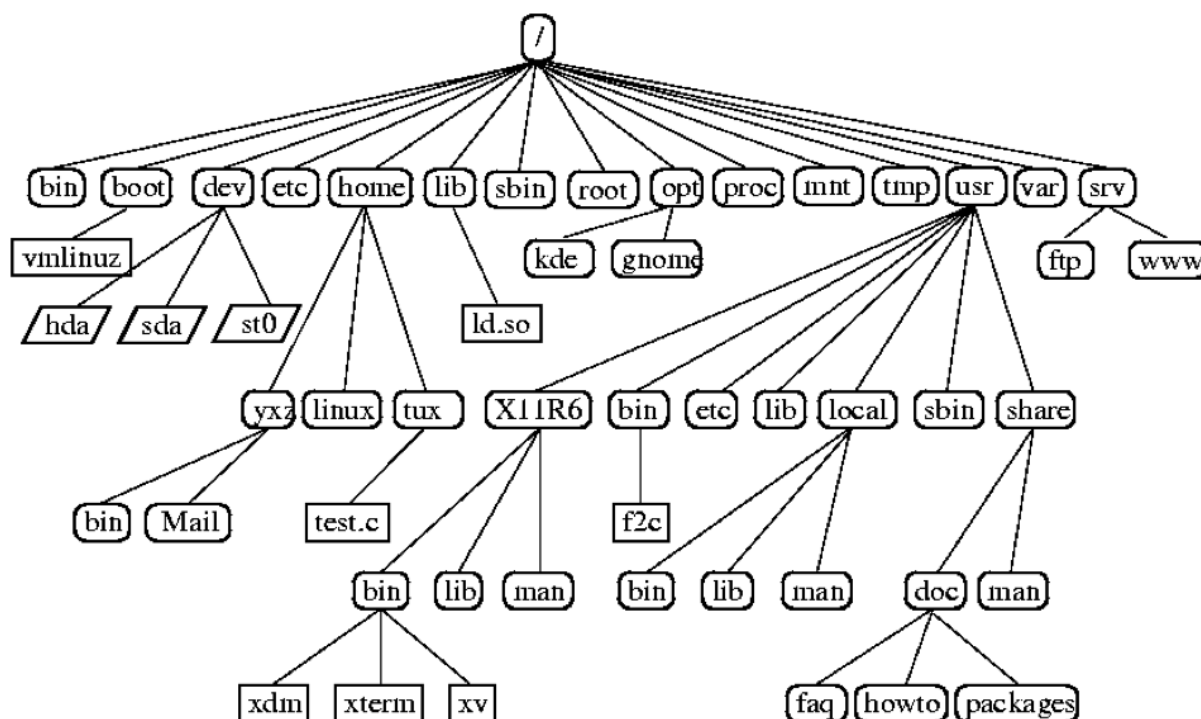 /
bin boot dev etc home lib sbin root opt proc mnt tmp usr var srv
vmlinuz kde gnome ftp www
hda sda st0 ld.so
yxz linux tux X11R6 bin etc lib local sbin share
bin Mail test.c f2c
bin lib man bin lib man doc man
xdm xterm xv faq howto packages